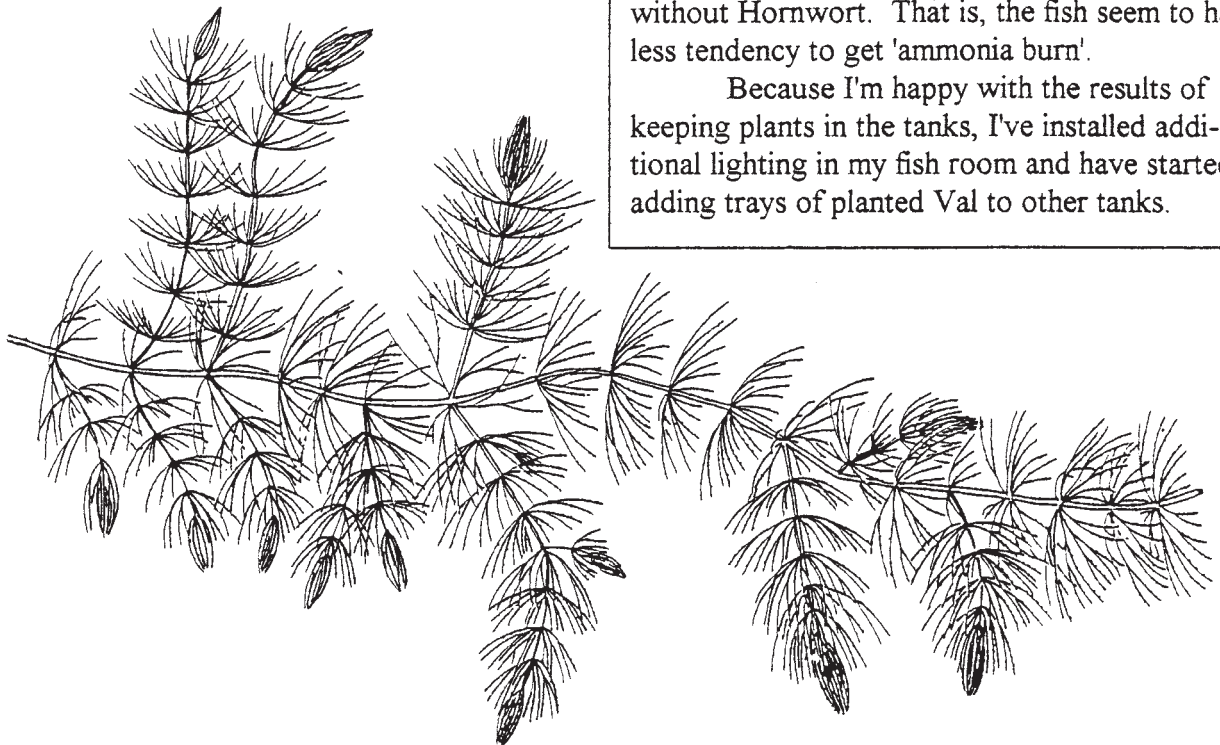 without Hornwort. That is, the fish seem to h
less tendency to get 'ammonia burn'.
Because I'm happy with the results of
keeping plants in the tanks, I've installed addi-
tional lighting in my fish room and have started
adding trays of planted Val to other tanks.